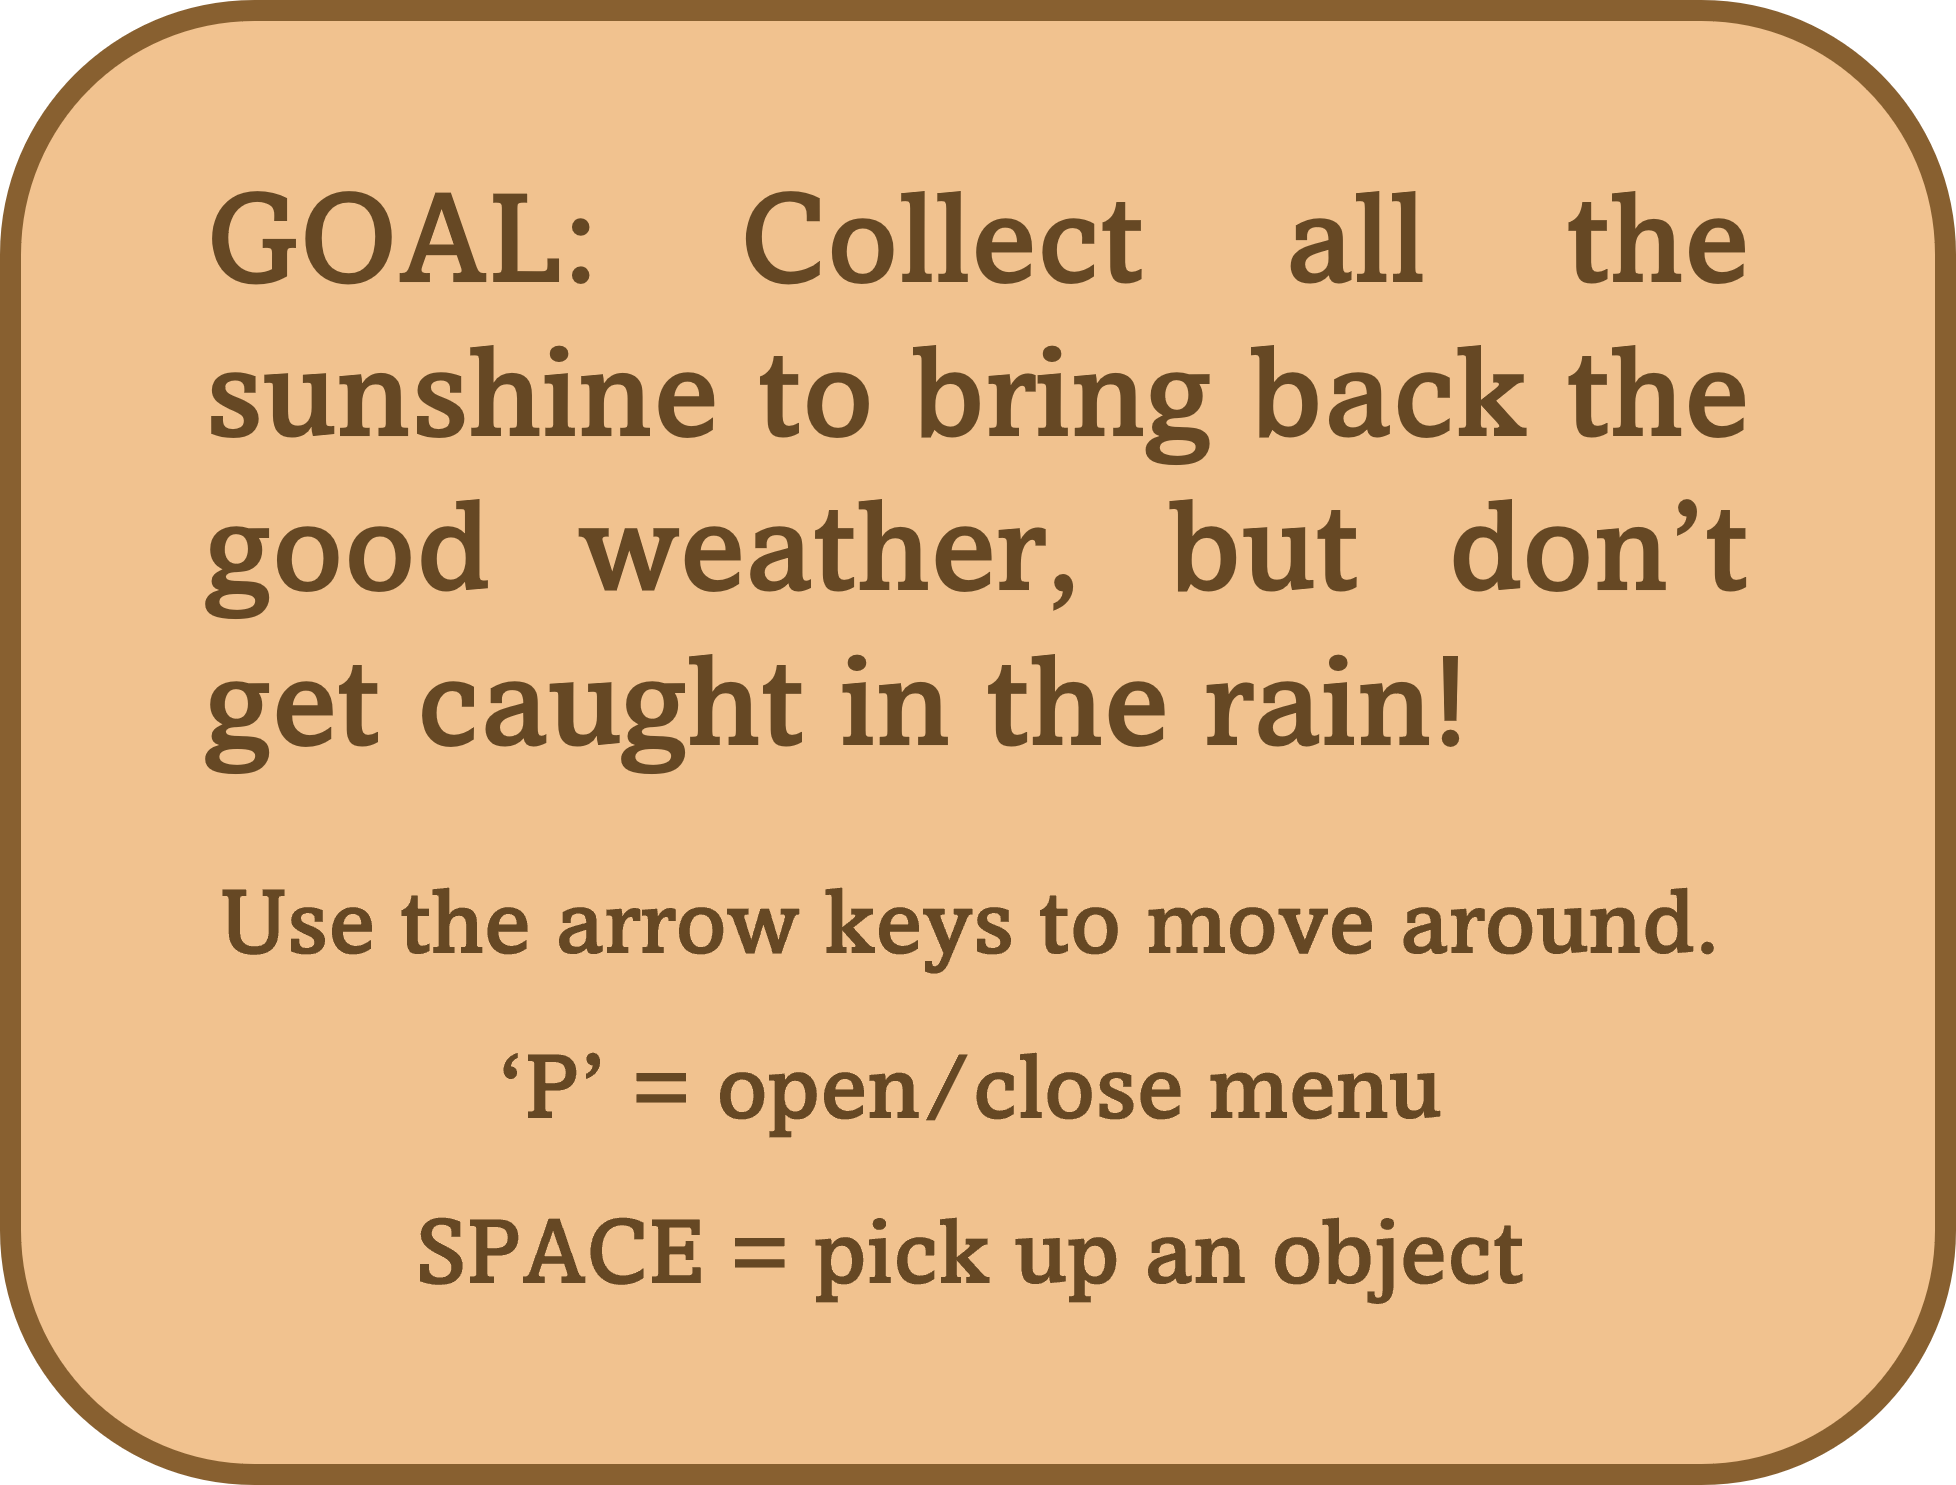 GOAL: Collect all the
sunshine to bring back the
good weather, but don’t
get caught in the rain!
Use the arrow keys to move around.
‘P’ = open/close menu
SPACE = pick up an object